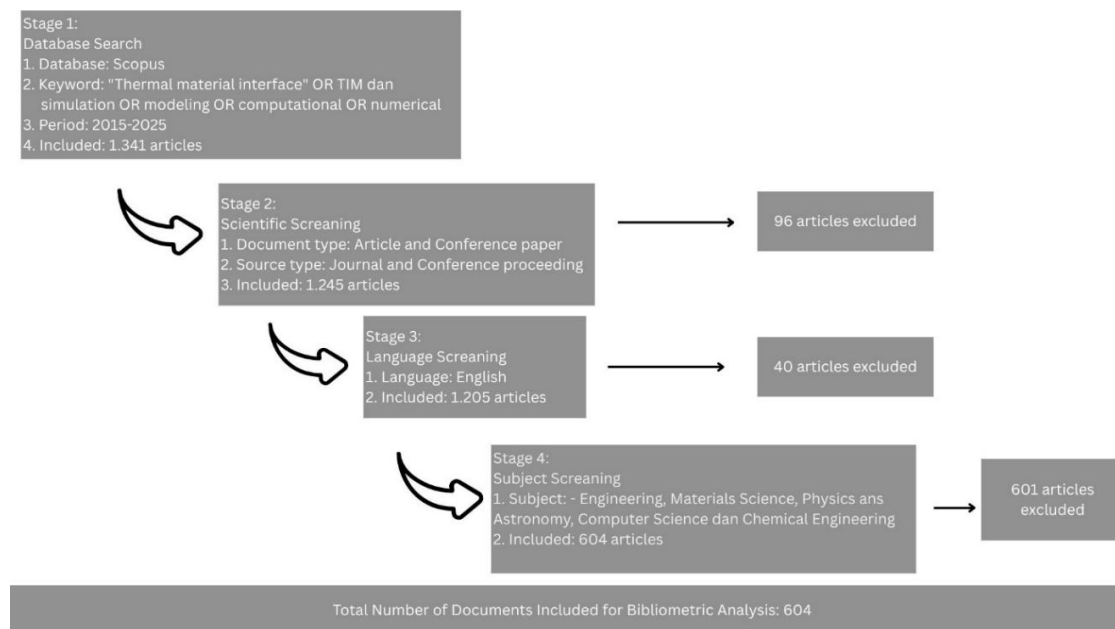 Stage 1:
Database Search
1. Database: Scopus
2. Keyword: "Thermal material interface" OR TIM dan
simulation OR modeling OR computational OR numerical
3. Period: 2015-2025
4. Included: 1.341 articles
Stage 2:
Scientific Screaning
1. Document type: Article and Conference paper
2. Source type: Journal and Conference proceeding
3. Included: 1.245 articles
96 articles excluded
Stage 3:
Language Screaning
1. Language: English
2. Included: 1.205 articles
40 articles excluded
Stage 4:
Subject Screaning
1. Subject: - Engineering, Materials Science, Physics ans
Astronomy, Computer Science dan Chemical Engineering
2. Included: 604 articles
601 articles
excluded
Total Number of Documents Included for Bibliometric Analysis: 604